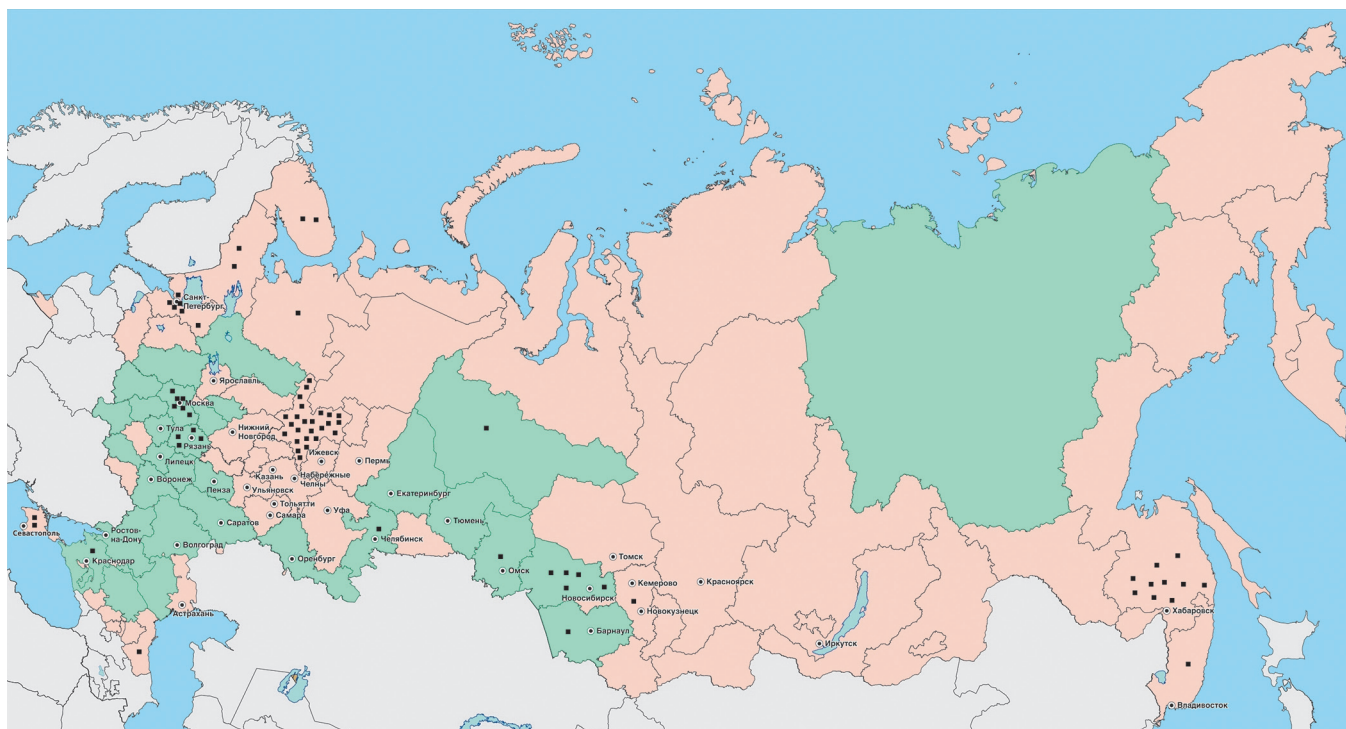 Санкт-
Петербург
Ярославль
Москва
Тула
Нижний
Новгород
Рязань
Липецк
Ижевск
Пермь
Казань
Набережные
Челны
Воронеж
Пенза
Ульяновск
Екатеринбург
Тольятти
Самара
Уфа
Саратов
Тюмень
Севастополь
Ростов-
на-Дону
Челябинск
Волгоград
Оренбург
Томск
Краснодар
Омск
Кемерово
Красноярск
Новосибирск
Астрахань
Новокузнецк
Хабаровск
Барнаул
Иркутск
Владивосток